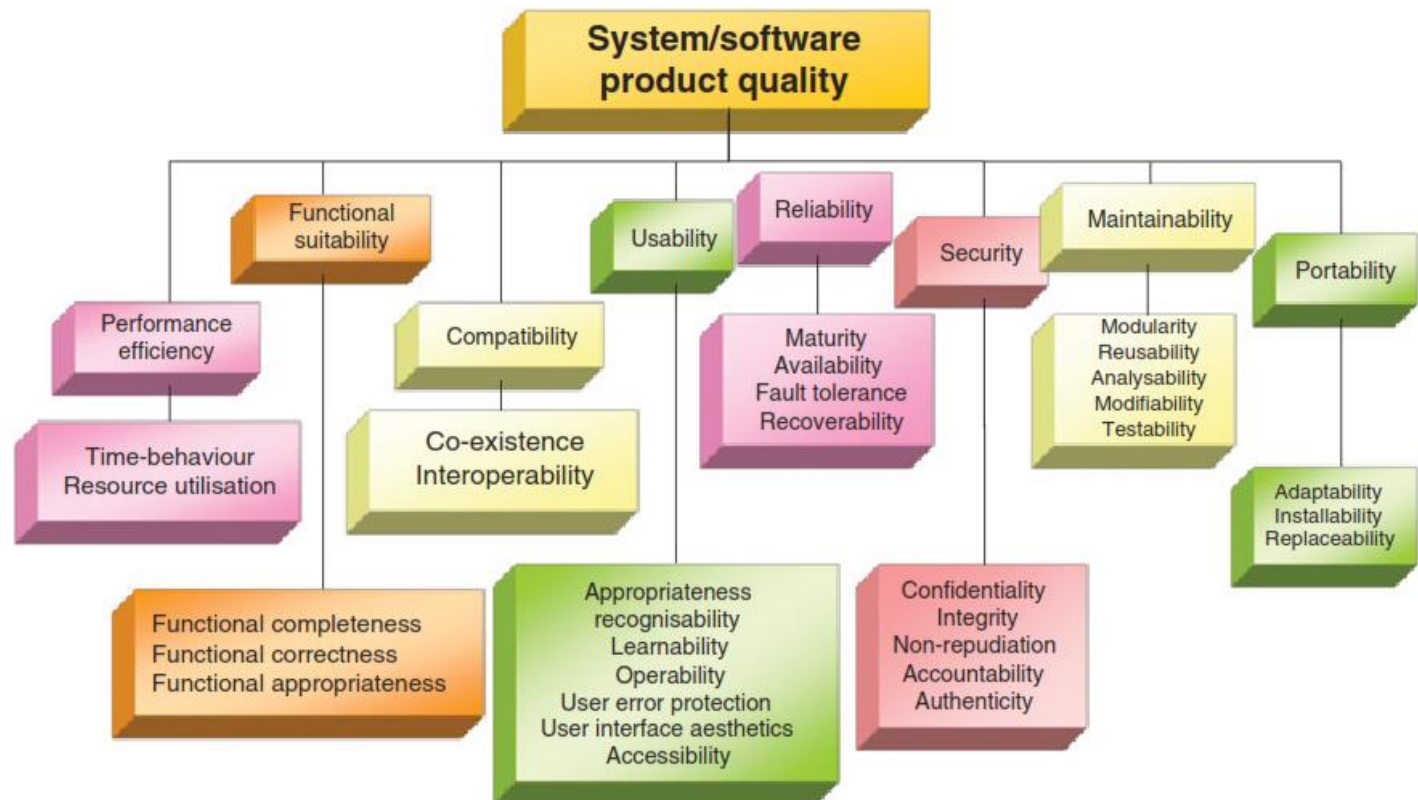 System/software
product quality
Functional
suitability
Usability
Reliability
Security
Maintainability
Portability
Performance
efficiency
Compatibility
Time-behaviour
Resource utilisation
Co-existence
Interoperability
Maturity
Availability
Fault tolerance
Recoverability
Modularity
Reusability
Analysability
Modifiability
Testability
Adaptability
Installability
Replaceability
Functional completeness
Functional correctness
Functional appropriateness
Appropriateness
recognisability
Learnability
Operability
User error protection
User interface aesthetics
Accessibility
Confidentiality
Integrity
Non-repudiation
Accountability
Authenticity